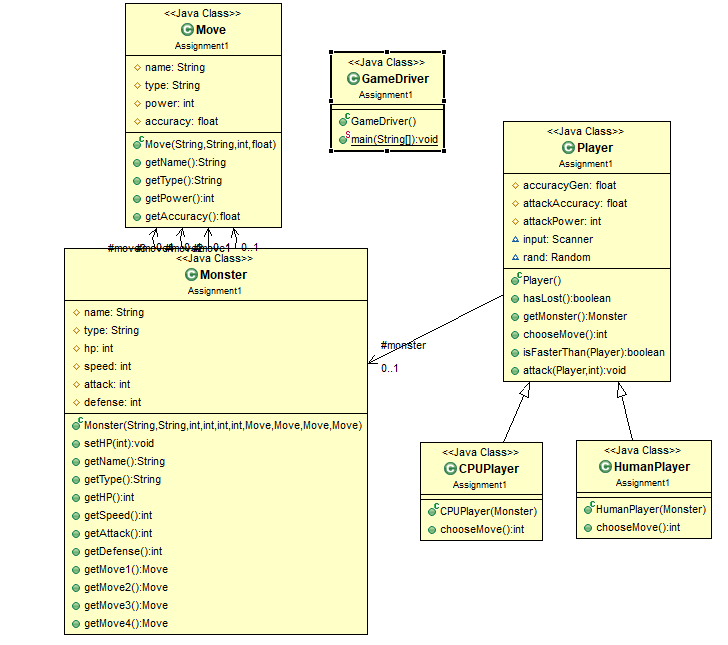 <<Java Class>>
Move
Assignment1
name: String
type: String
power: int
accuracy: float
Move(String,String,int,float)
getName():String
getType():String
getPower():int
getAccuracy():float
<<Java Class>>
GameDriver
Assignment1
GameDriver()
main(String[]):void
<<Java Class>>
Player
Assignment1
accuracyGen: float
attackAccuracy: float
attackPower: int
input: Scanner
rand: Random
Player()
hasLost():boolean
getMonster():Monster
chooseMove():int
isFasterThan(Player):boolean
attack(Player,int):void
0..1
<<Java Class>>
Monster
Assignment1
name: String
type: String
hp: int
speed: int
attack: int
defense: int
Monster(String,String,int,int,int,int,Move,Move,Move,Move)
setHP(int):void
getName():String
getType():String
getHP():int
getSpeed():int
getAttack():int
getDefense():int
getMove1():Move
getMove2():Move
getMove3():Move
getMove4():Move
#monster
0..1
<<Java Class>>
CPUPlayer
Assignment1
CPUPlayer(Monster)
chooseMove():int
<<Java Class>>
HumanPlayer
Assignment1
HumanPlayer(Monster)
chooseMove():int